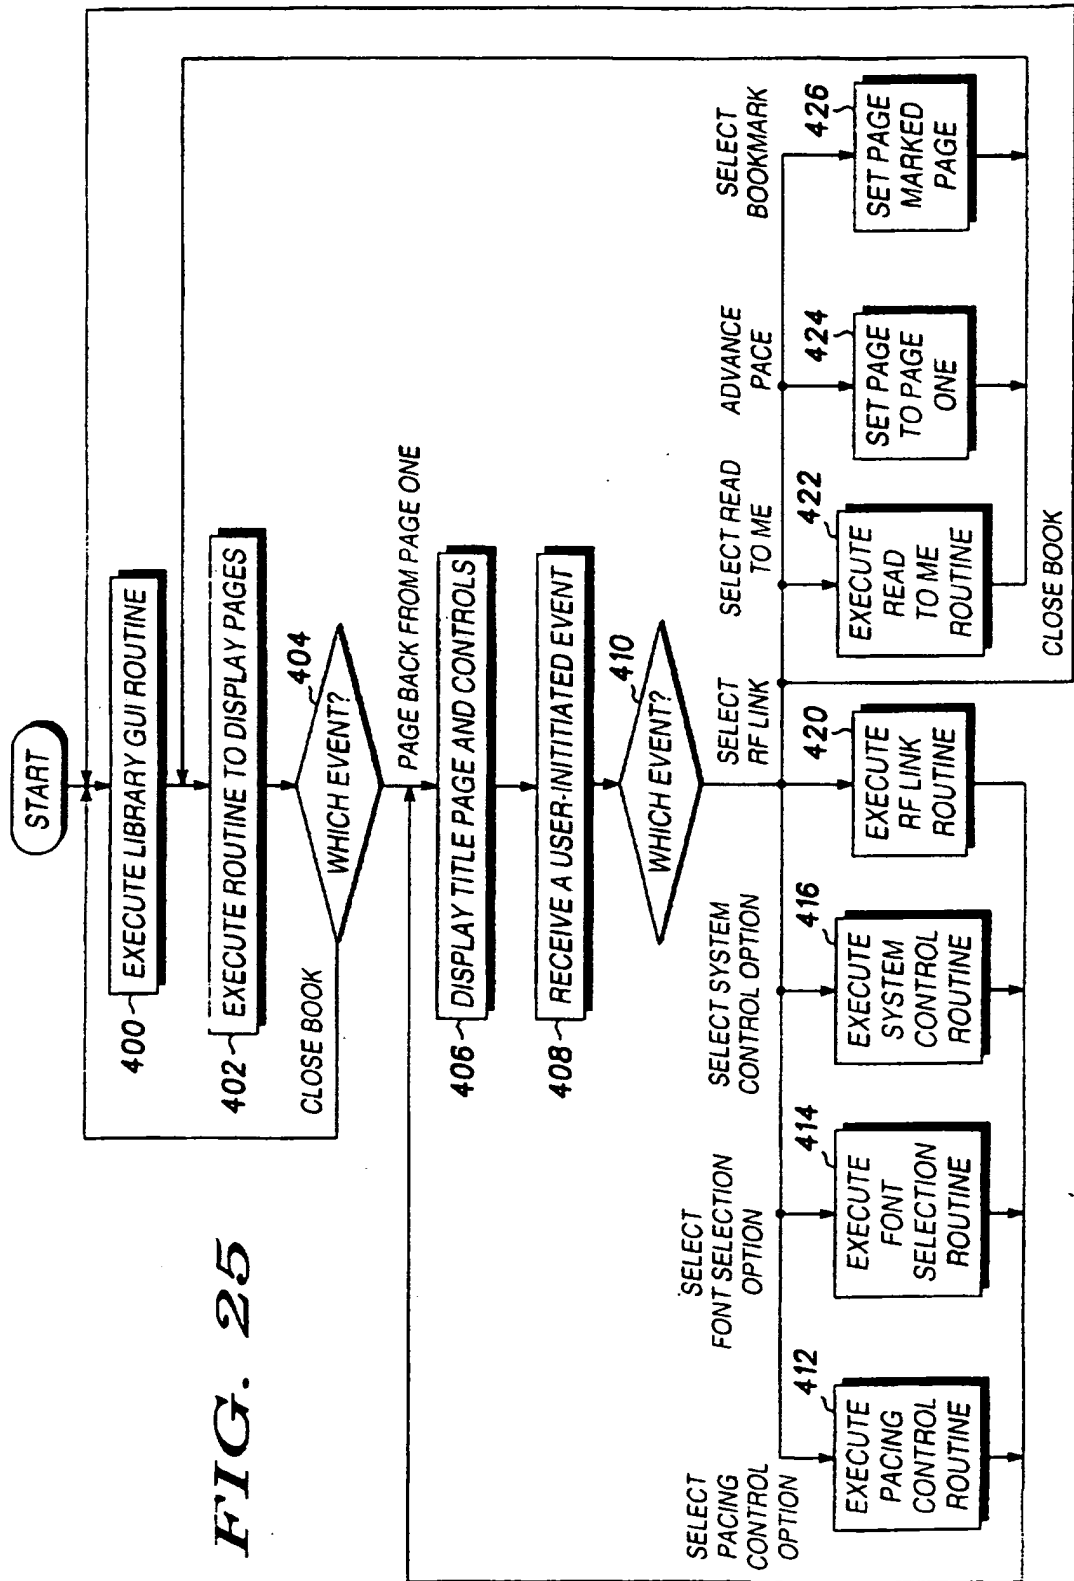 FIG. 25
START
400
EXECUTE LIBRARY GUI ROUTINE
402
EXECUTE ROUTINE TO DISPLAY PAGES
404
WHICH EVENT?
CLOSE BOOK
PAGE BACK FROM PAGE ONE
406
DISPLAY TITLE PAGE AND CONTROLS
408
RECEIVE A USER-INITITIATED EVENT
410
WHICH EVENT?
SELECT
PACING
CONTROL
OPTION
412
EXECUTE
PACING
CONTROL
ROUTINE
SELECT
FONT SELECTION
OPTION
414
EXECUTE
FONT
SELECTION
ROUTINE
SELECT SYSTEM
CONTROL OPTION
416
EXECUTE
SYSTEM
CONTROL
ROUTINE
SELECT
RF LINK
420
EXECUTE
RF LINK
ROUTINE
SELECT READ
TO ME
422
EXECUTE
READ
TO ME
ROUTINE
ADVANCE
PACE
424
SET PAGE
TO PAGE
ONE
SELECT
BOOKMARK
426
SET PAGE
MARKED
PAGE
CLOSE BOOK